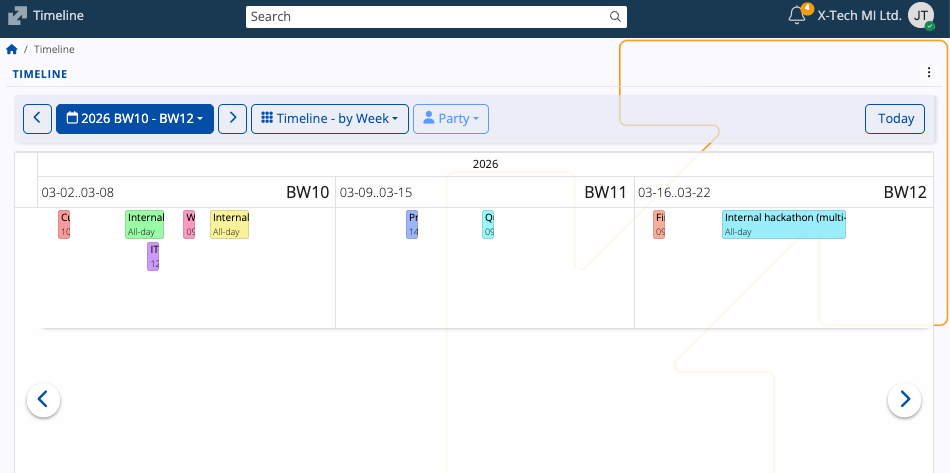 Timeline
Search
4
X-Tech MI Ltd.
JT
/ Timeline
TIMELINE
2026 BW10 - BW12
Timeline - by Week
Party
Today
2026
03-02..03-08 BW10
03-09..03-15 BW11
03-16..03-22 BW12
Internal
All-day
W
09
Internal
All-day
IT
12
Pr
14
09
Fi
09
Internal hackathon (multi-
All-day